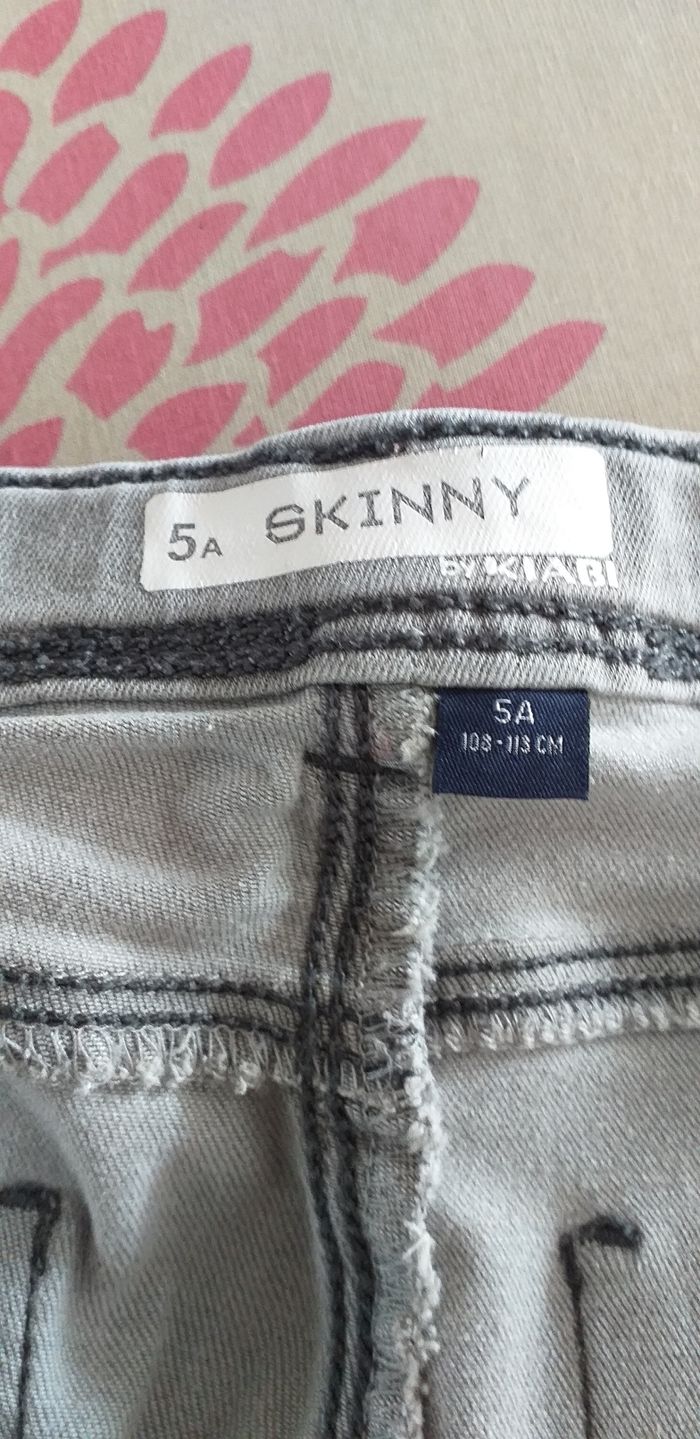 5A SKINNY
by KIABI
5A
108-113 CM